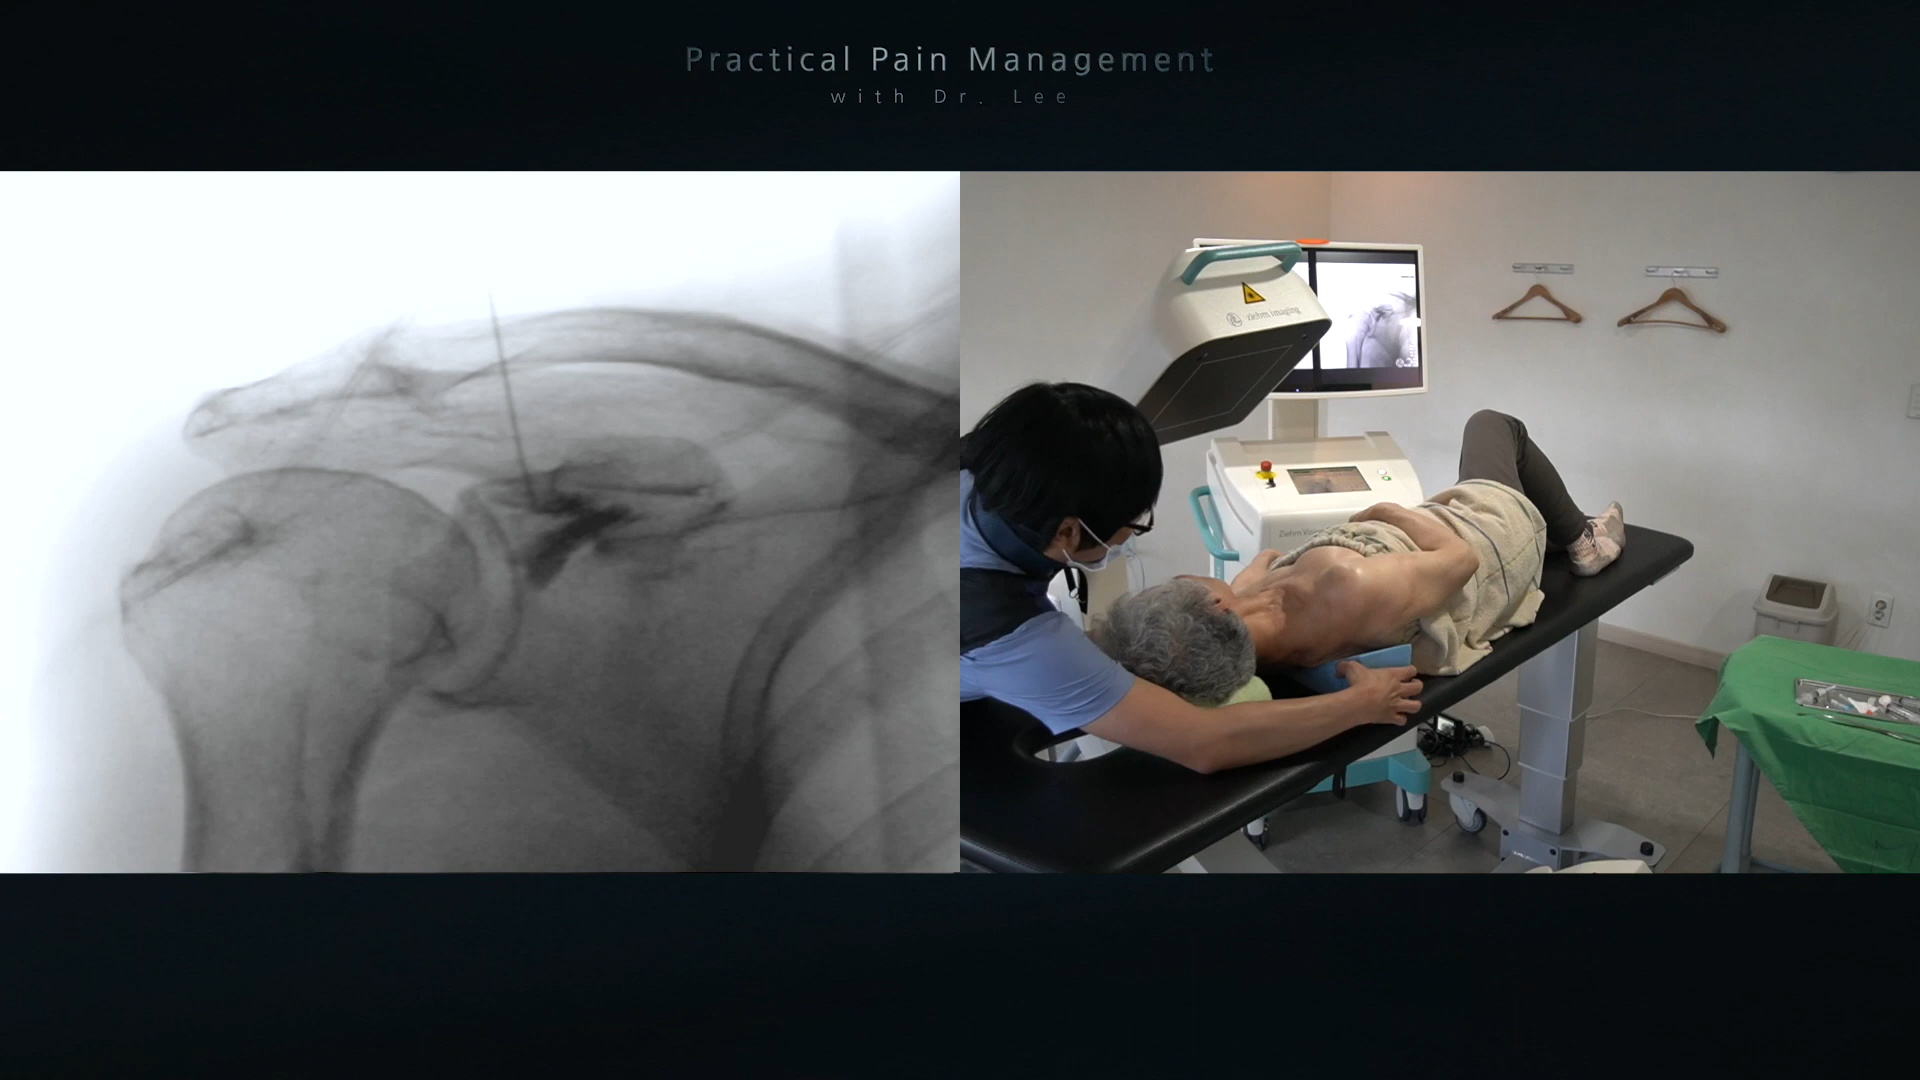 Practical Pain Management
with Dr. Lee
ziehm imaging